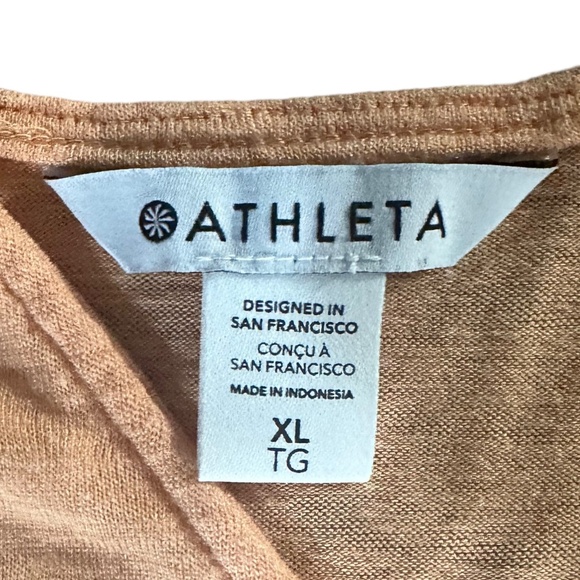 ATHLETA
DESIGNED IN
SAN FRANCISCO
CONÇU À
SAN FRANCISCO
MADE IN INDONESIA
XL
TG